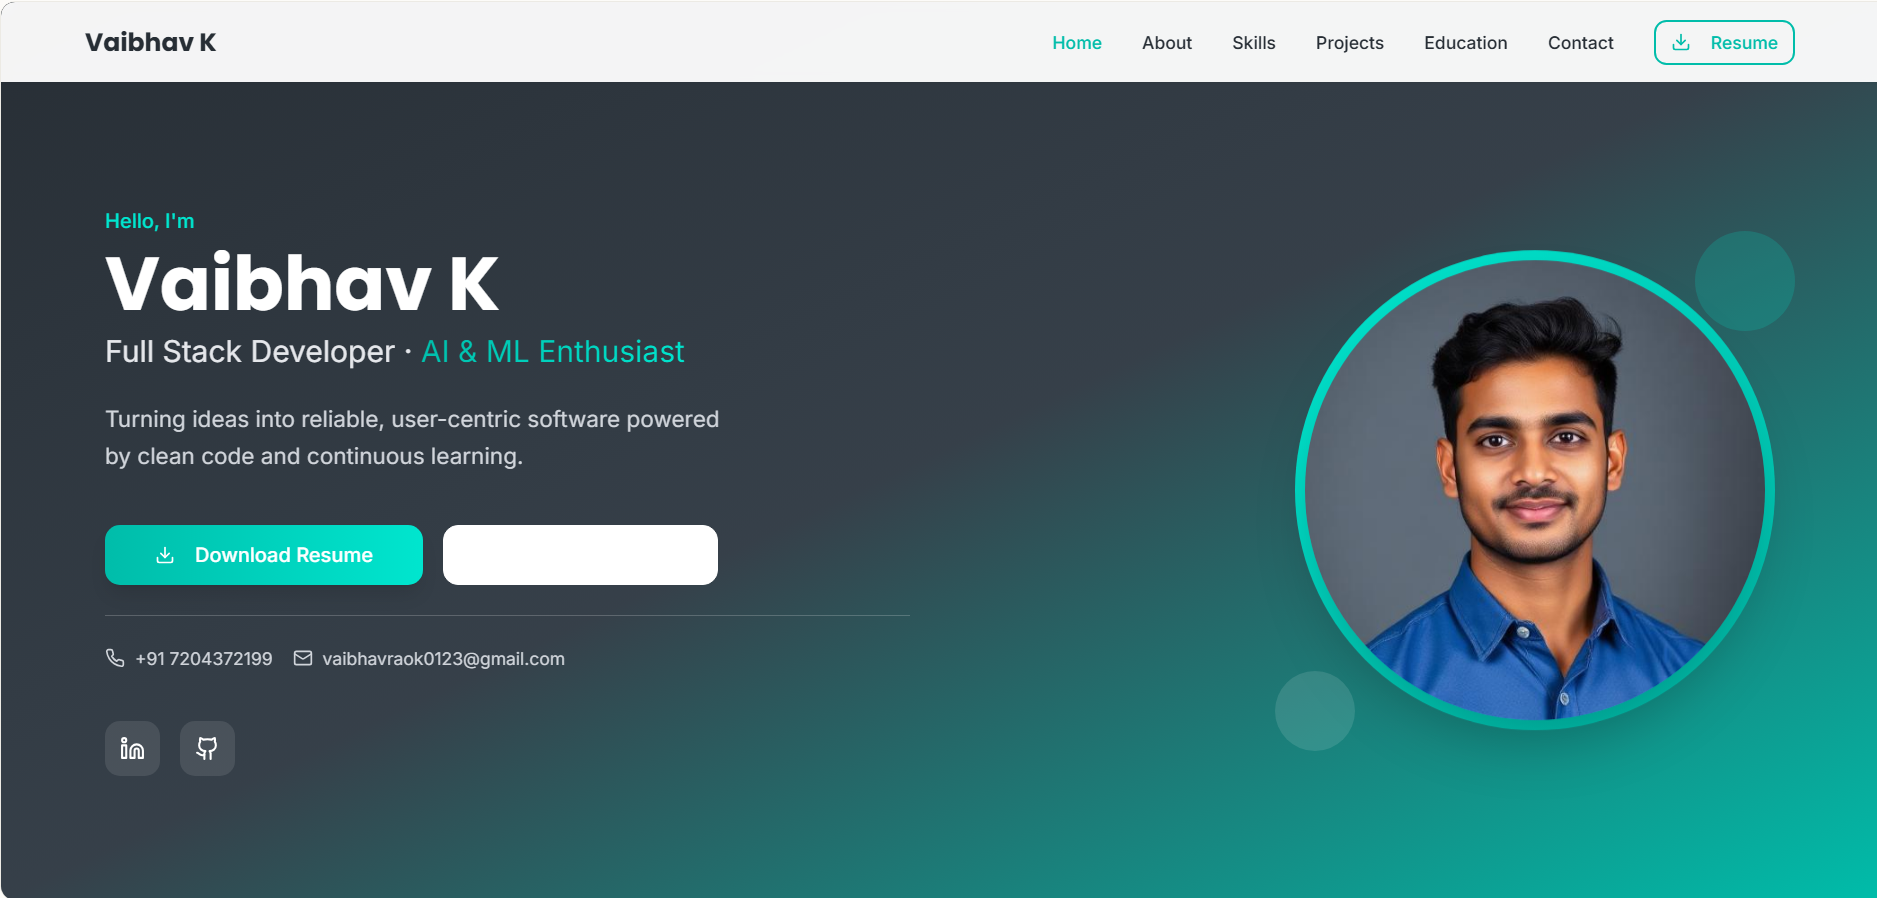 Vaibhav K
Home About Skills Projects Education Contact Resume
Hello, I'm
Vaibhav K
Full Stack Developer · AI & ML Enthusiast
Turning ideas into reliable, user-centric software powered
by clean code and continuous learning.
Download Resume
+91 7204372199 vaibhavraok0123@gmail.com
in